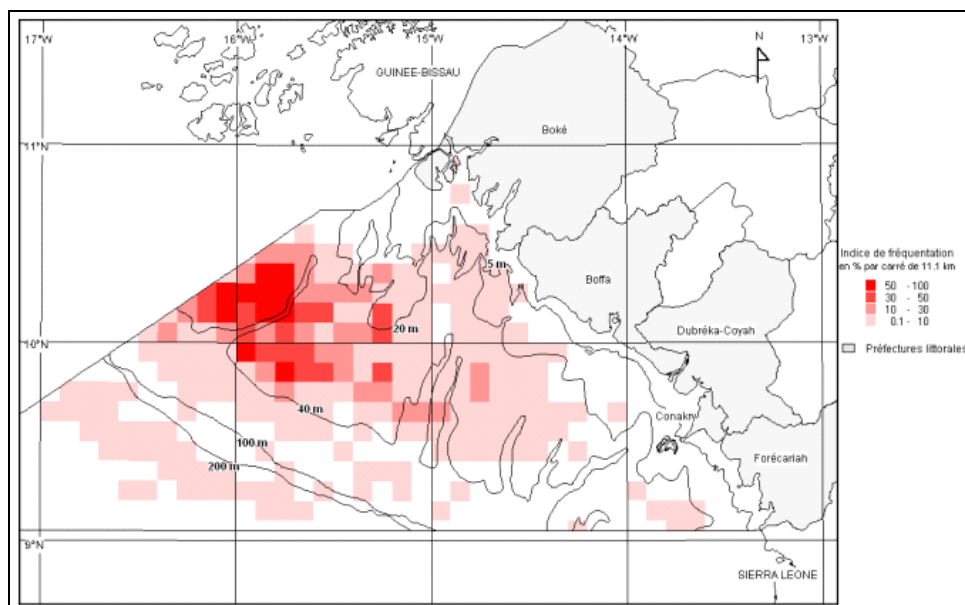 17°W
16°W
15°W
14°W
13°W
N
GUINEE-BISSAU
Boké
11°N
5 m
Boffa
Indice de fréquentation
en % par carré de 11.1 km
50 - 100
30 - 50
10 - 30
0.1 - 10
Préfectures littorales
20 m
Dubréka-Coyah
10°N
40 m
Conakry
100 m
200 m
Forécariah
9°N
SIERRA LEONE